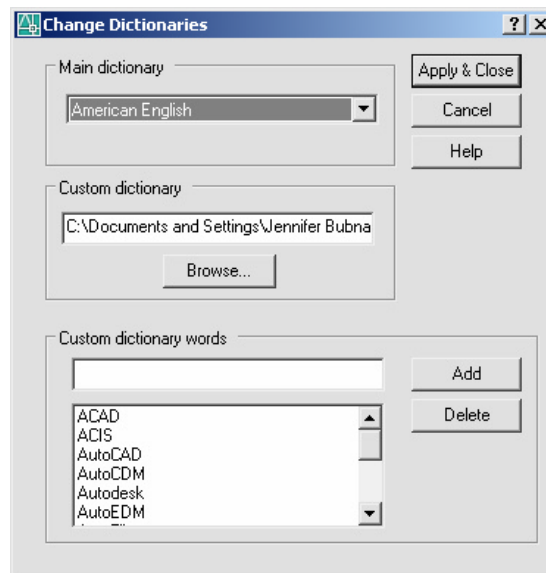 Change Dictionaries
Main dictionary
American English
Apply & Close
Cancel
Help
Custom dictionary
C:\Documents and Settings\Jennifer Bubna
Browse...
Custom dictionary words
Add
Delete
ACAD
ACIS
AutoCAD
AutoCDM
Autodesk
AutoEDM